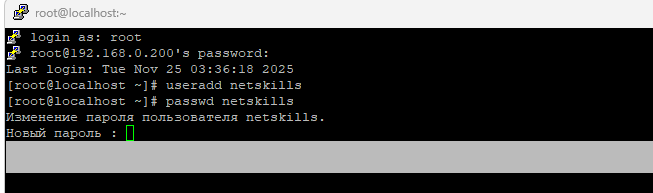 root@localhost:~
login as: root
root@192.168.0.200's password:
Last login: Tue Nov 25 03:36:18 2025
[root@localhost ~]# useradd netskills
[root@localhost ~]# passwd netskills
Изменение пароля пользователя netskills.
Новый пароль :